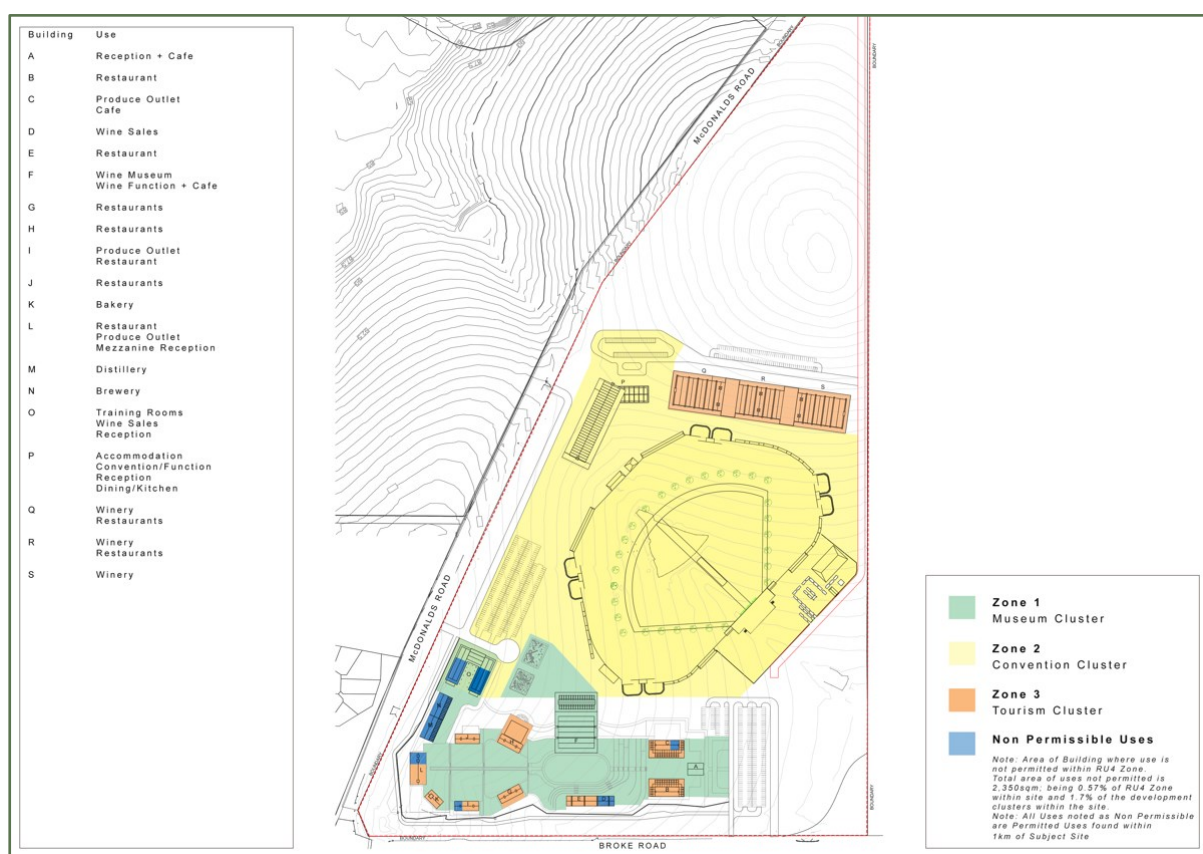 Building Use
A Reception + Cafe
B Restaurant
C Produce Outlet
Cafe
D Wine Sales
E Restaurant
F Wine Museum
Wine Function + Cafe
G Restaurants
H Restaurants
I Produce Outlet
Restaurant
J Restaurants
K Bakery
L Restaurant
Produce Outlet
Mezzanine Reception
M Distillery
N Brewery
O Training Rooms
Wine Sales
Reception
P Accommodation
Convention/Function
Reception
Dining/Kitchen
Q Winery
Restaurants
R Winery
Restaurants
S Winery
BOUNDARY
BOUNDARY
McDONALDS ROAD
BOUNDARY
P
Q
R
S
McDONALDS ROAD
O
F
L
A
BOUNDARY
BOUNDARY
BROKE ROAD
Zone 1
Museum Cluster
Zone 2
Convention Cluster
Zone 3
Tourism Cluster
Non Permissible Uses
Note: Area of Building where use is
not permitted within RU4 Zone.
Total area of uses not permitted is
2,350sqm; being 0.57% of RU4 Zone
within site and 1.7% of the development
clusters within the site.
Note: All Uses noted as Non Permissible
are Permitted Uses found within
1km of Subject Site